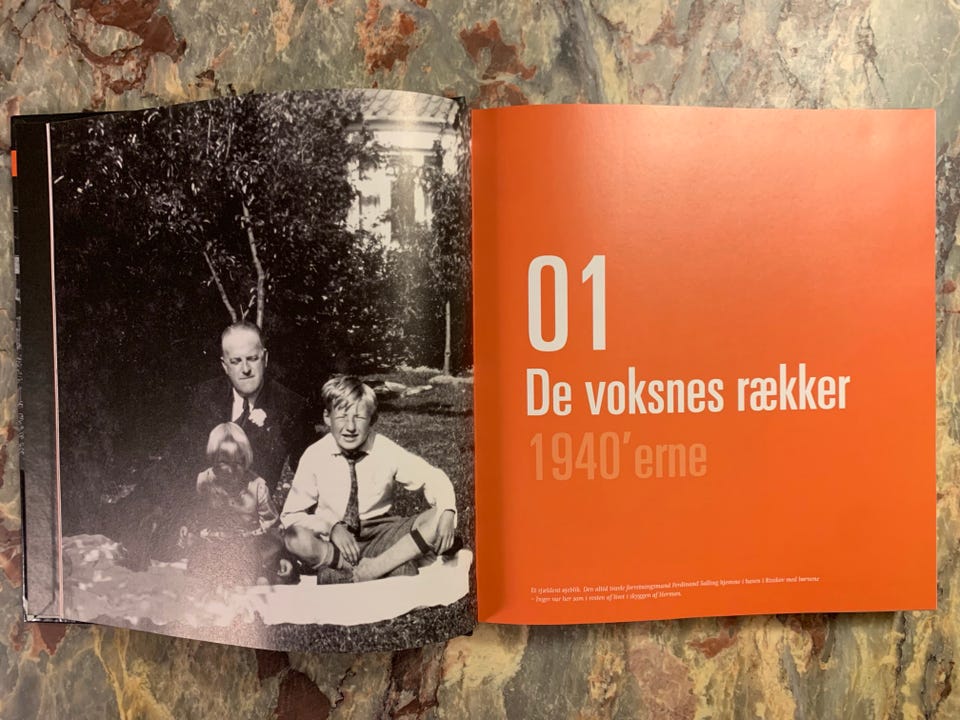 01
De voksnes rækker
1940'erne
Et sjældent øjeblik. Den altid travle forretningsmand Ferdinand Salling hjemme i haven i Risskov med børnene
– Inger var her som i resten af livet i skyggen af Herman.